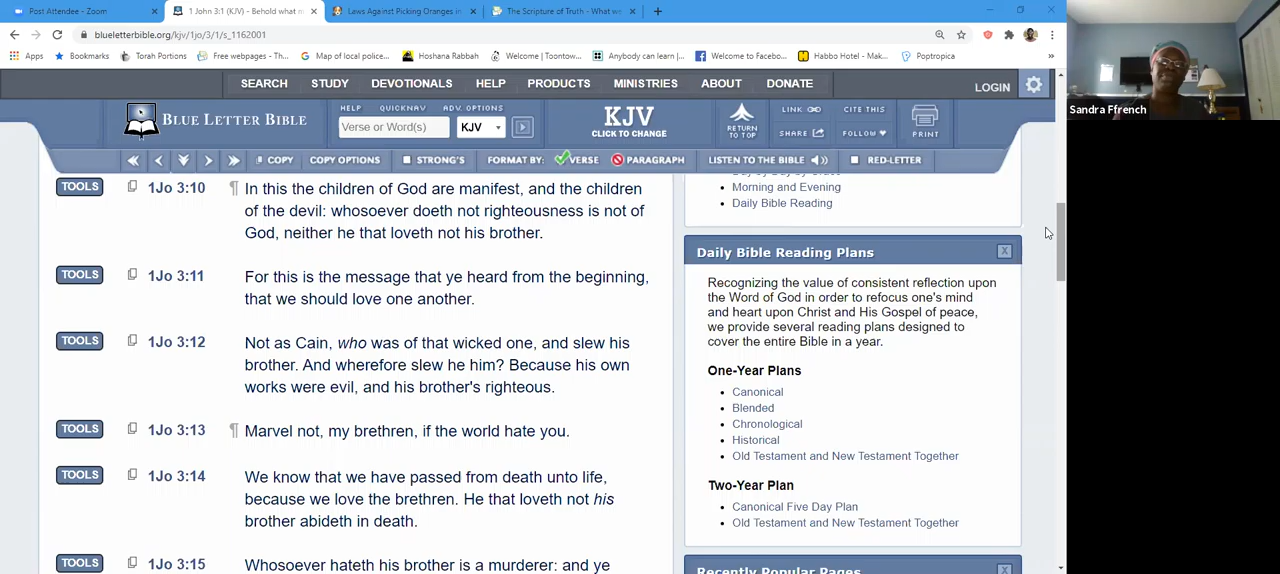 Post Attendee - Zoom
1 John 3:1 (KJV) - Behold what m
Laws Against Picking Oranges in
The Scripture of Truth - What we
blueletterbible.org/kjv/1jo/3/1/s_1162001
Apps
Bookmarks
Torah Portions
Free webpages - Th...
Map of local police...
Hoshana Rabbah
Welcome | Toontow...
Anybody can learn |
Welcome to Faceb...
Habbo Hotel - Mak...
Poptropica
SEARCH
STUDY
DEVOTIONALS
HELP
PRODUCTS
MINISTRIES
ABOUT
DONATE
LOGIN
BLUE LETTER BIBLE
HELP
QUICKNAV
ADV. OPTIONS
Verse or Word(s)
KJV
KJV
CLICK TO CHANGE
RETURN
TO TOP
LINK
CITE THIS
SHARE
FOLLOW
PRINT
COPY
COPY OPTIONS
STRONG'S
FORMAT BY:
VERSE
PARAGRAPH
LISTEN TO THE BIBLE
RED-LETTER
TOOLS
1Jo 3:10
¶ In this the children of God are manifest, and the children
of the devil: whosoever doeth not righteousness is not of
God, neither he that loveth not his brother.
TOOLS
1Jo 3:11
For this is the message that ye heard from the beginning,
that we should love one another.
TOOLS
1Jo 3:12
Not as Cain, who was of that wicked one, and slew his
brother. And wherefore slew he him? Because his own
works were evil, and his brother's righteous.
TOOLS
1Jo 3:13
¶ Marvel not, my brethren, if the world hate you.
TOOLS
1Jo 3:14
We know that we have passed from death unto life,
because we love the brethren. He that loveth not his
brother abideth in death.
TOOLS
1Jo 3:15
Whosoever hateth his brother is a murderer: and ye
Day by Day by Grace
Morning and Evening
Daily Bible Reading
Daily Bible Reading Plans
Recognizing the value of consistent reflection upon
the Word of God in order to refocus one's mind
and heart upon Christ and His Gospel of peace,
we provide several reading plans designed to
cover the entire Bible in a year.
One-Year Plans
Canonical
Blended
Chronological
Historical
Old Testament and New Testament Together
Two-Year Plan
Canonical Five Day Plan
Old Testament and New Testament Together
Recently Popular Pages
Sandra Ffrench